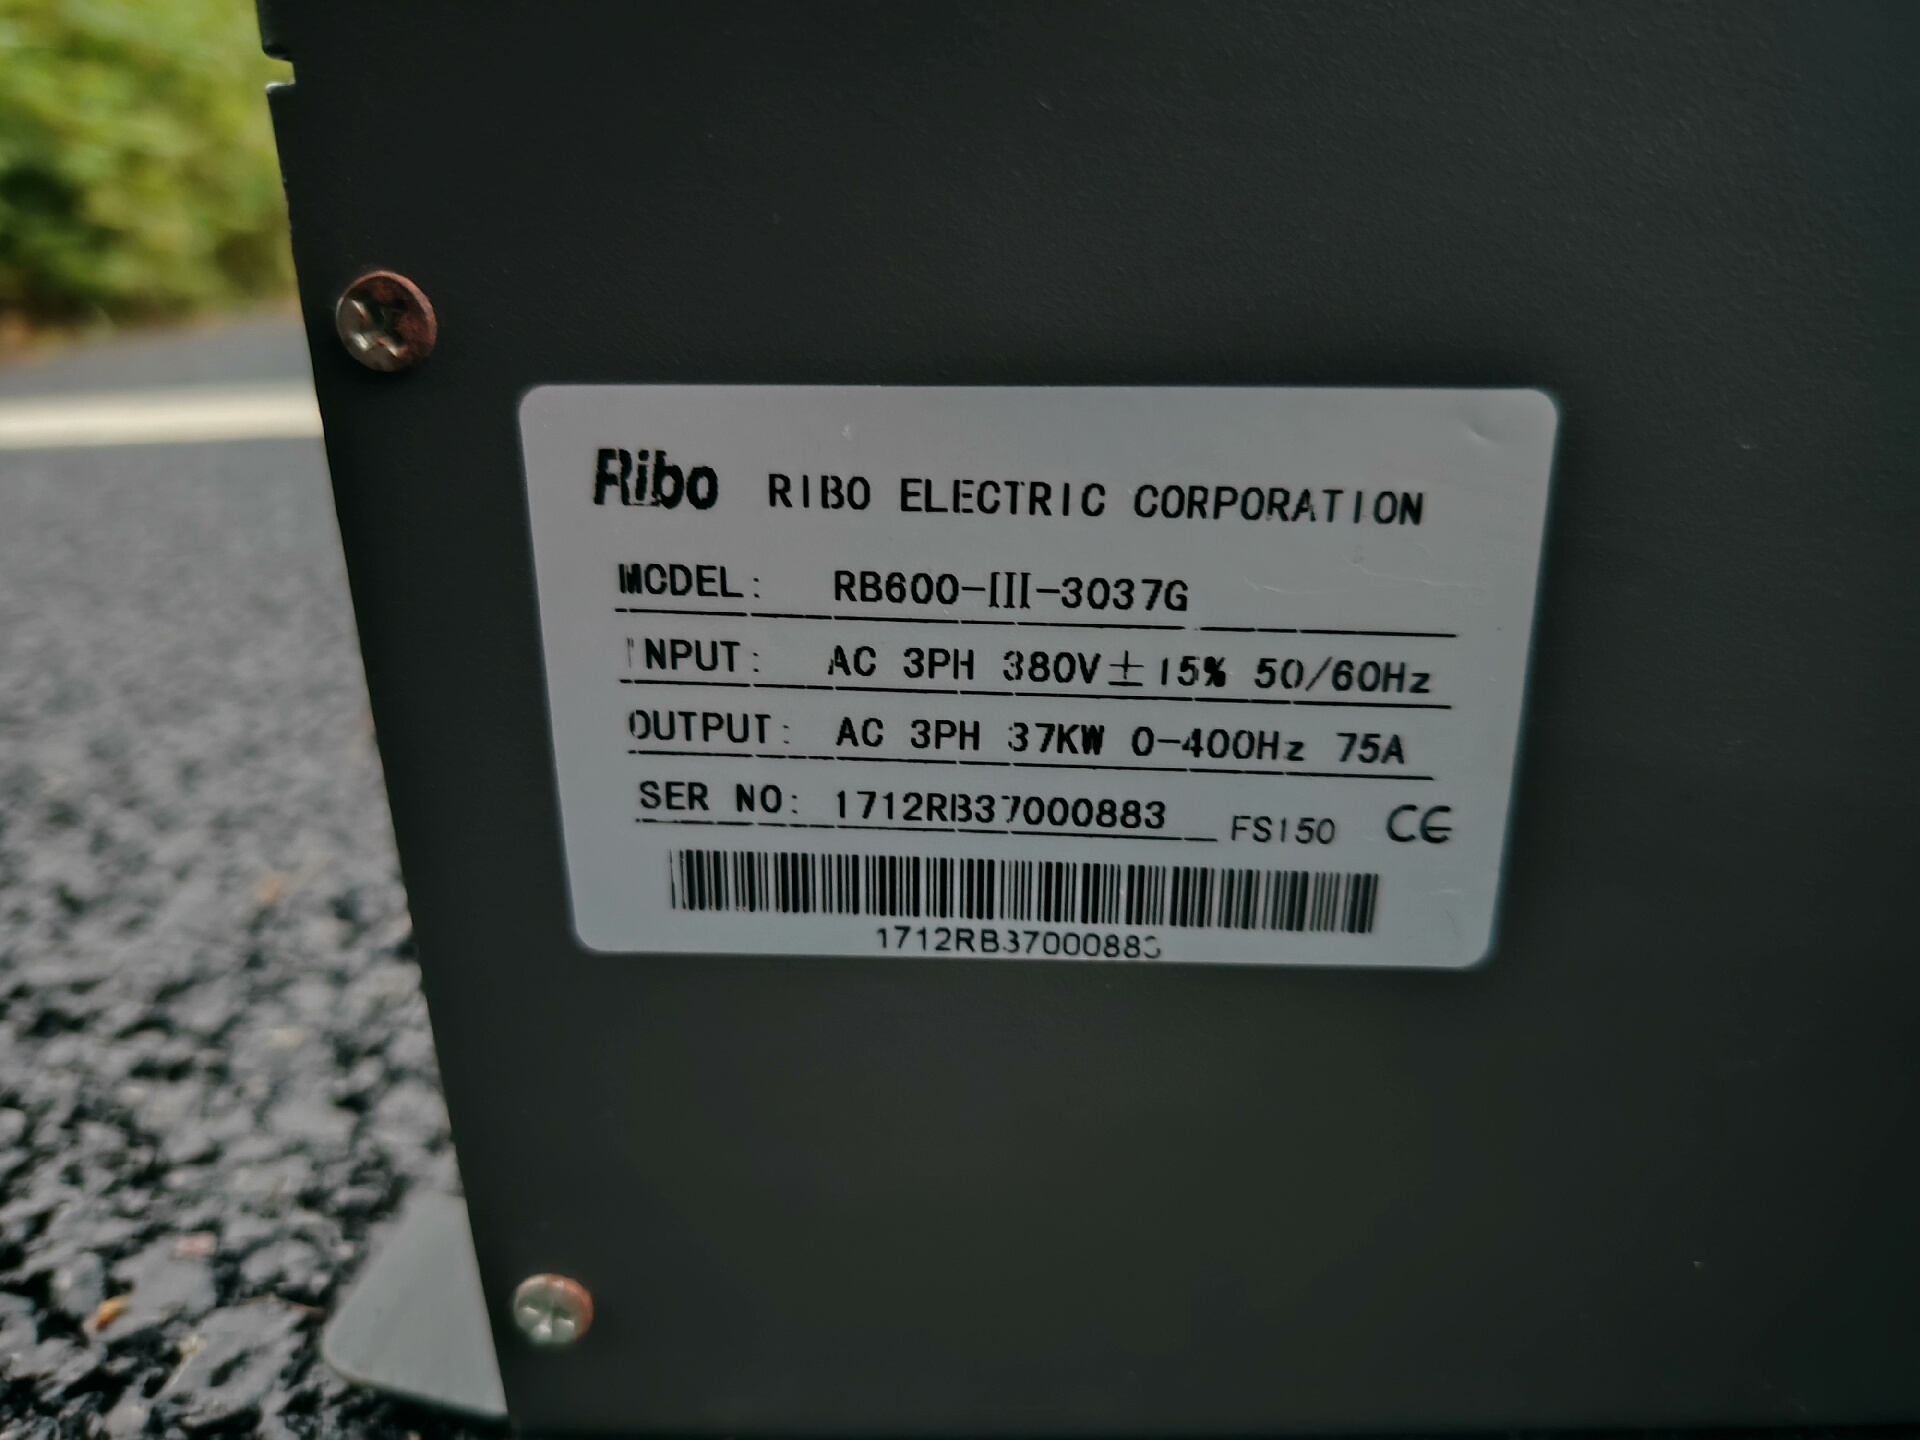 Ribo RIBO ELECTRIC CORPORATION
MODEL: RB600-III-3037G
INPUT: AC 3PH 380V±15% 50/60Hz
OUTPUT: AC 3PH 37KW 0-400Hz 75A
SER NO: 1712RB37000883 FS150 CE
1712RB37000883